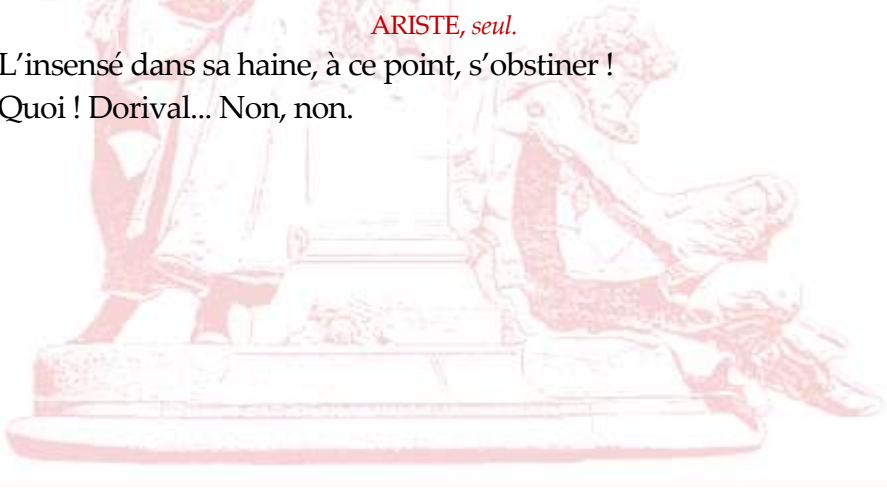 ARISTE, seul.
L’insensé dans sa haine, à ce point, s’obstiner !
Quoi ! Dorival... Non, non.